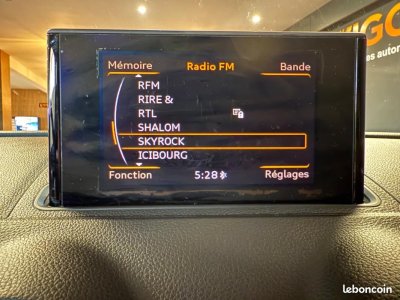 Mémoire Radio FM Bande
RFM
RIRE &
RTL
SHALOM
SKYROCK
ICIBOURG
Fonction 5:28 Réglages
leboncoin